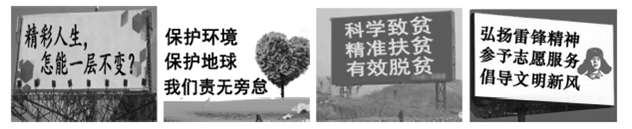 精彩人生，
怎能一层不变？
保护环境
保护地球
我们责无旁怠
科学致贫
精准扶贫
有效脱贫
弘扬雷锋精神
参予志愿服务
倡导文明新风